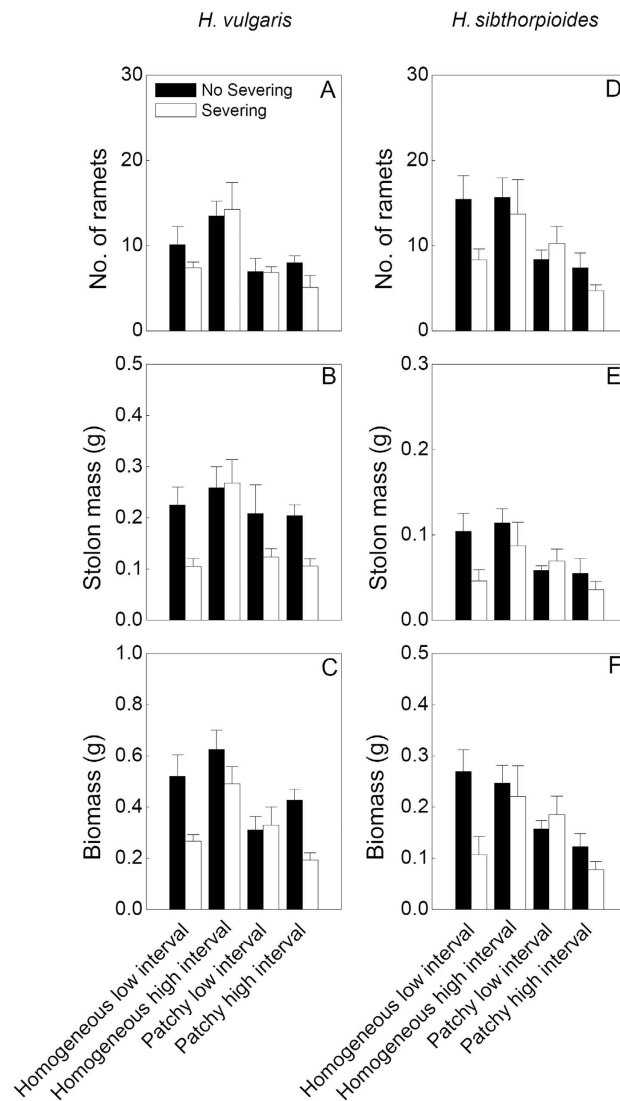 H. vulgaris
H. sibthorpioides
30
20
10
0
No. of ramets
No Severing
Severing
A
30
20
10
0
No. of ramets
D
0.5
0.4
0.3
0.2
0.1
0.0
Stolon mass (g)
B
0.3
0.2
0.1
0.0
Stolon mass (g)
E
1.0
0.8
0.6
0.4
0.2
0.0
Biomass (g)
C
0.5
0.4
0.3
0.2
0.1
0.0
Biomass (g)
F
Homogeneous low interval
Homogeneous high interval
Patchy low interval
Patchy high interval
Homogeneous low interval
Homogeneous high interval
Patchy low interval
Patchy high interval